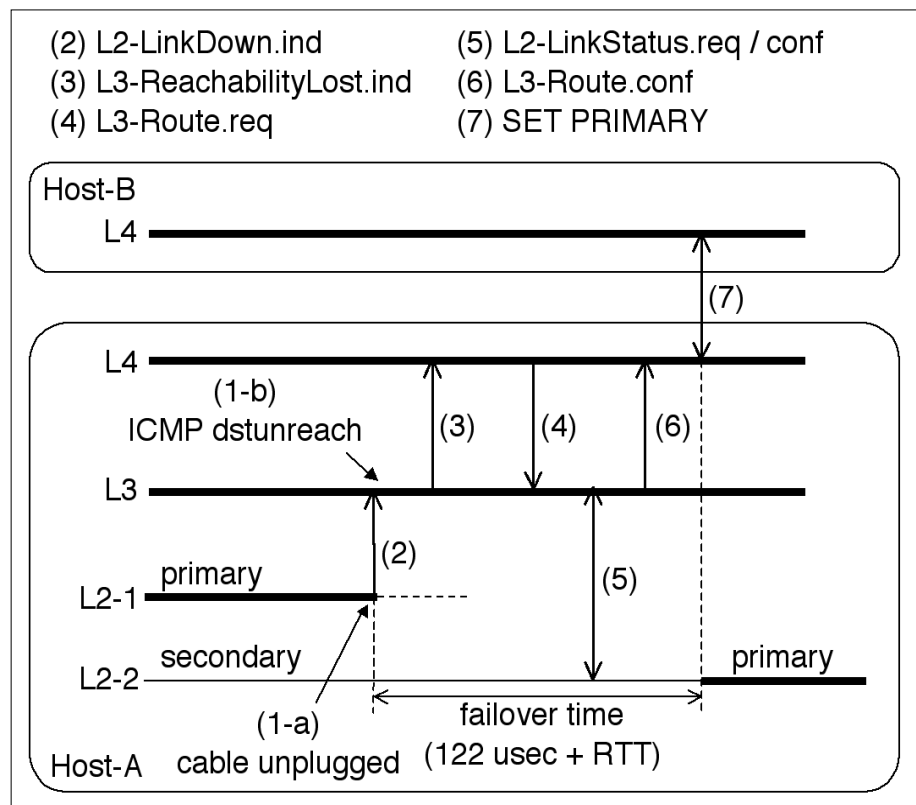 (2) L2-LinkDown.ind
(5) L2-LinkStatus.req / conf
(3) L3-ReachabilityLost.ind
(6) L3-Route.conf
(4) L3-Route.req
(7) SET PRIMARY
Host-B
L4
(7)
L4
(1-b)
ICMP dstunreach
(3)
(4)
(6)
L3
(2)
primary
(5)
L2-1
secondary
primary
L2-2
failover time
(1-a)
(122 usec + RTT)
cable unplugged
Host-A